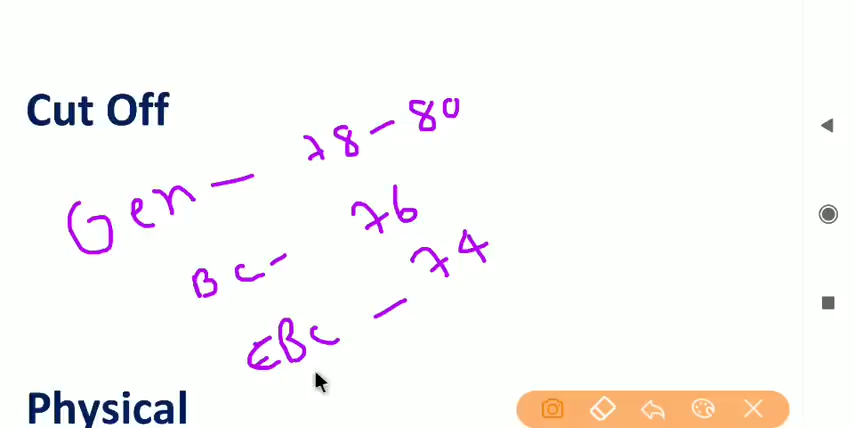 Cut Off
Gen - 78 - 80
BC - 76
EBC - 74
Physical